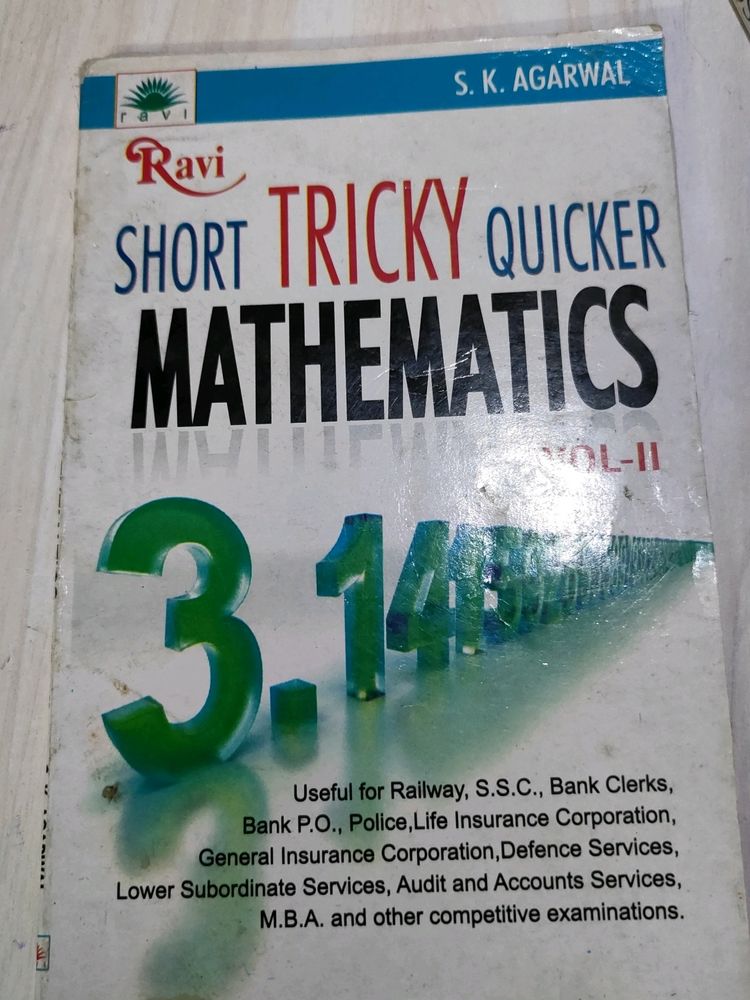 S. K. AGARWAL
ravi
Ravi
SHORT TRICKY QUICKER
MATHEMATICS
VOL-II
3.1415
Useful for Railway, S.S.C., Bank Clerks,
Bank P.O., Police,Life Insurance Corporation,
General Insurance Corporation,Defence Services,
Lower Subordinate Services, Audit and Accounts Services,
M.B.A. and other competitive examinations.